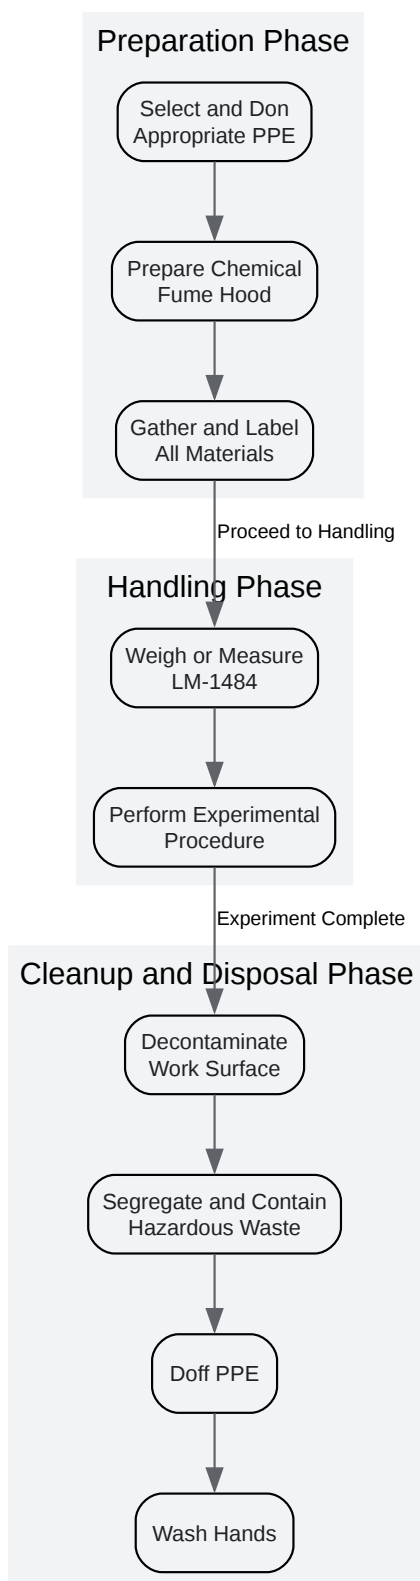 Preparation Phase
Select and Don
Appropriate PPE
Prepare Chemical
Fume Hood
Gather and Label
All Materials
Proceed to Handling
Handling Phase
Weigh or Measure
LM-1484
Perform Experimental
Procedure
Experiment Complete
Cleanup and Disposal Phase
Decontaminate
Work Surface
Segregate and Contain
Hazardous Waste
Doff PPE
Wash Hands